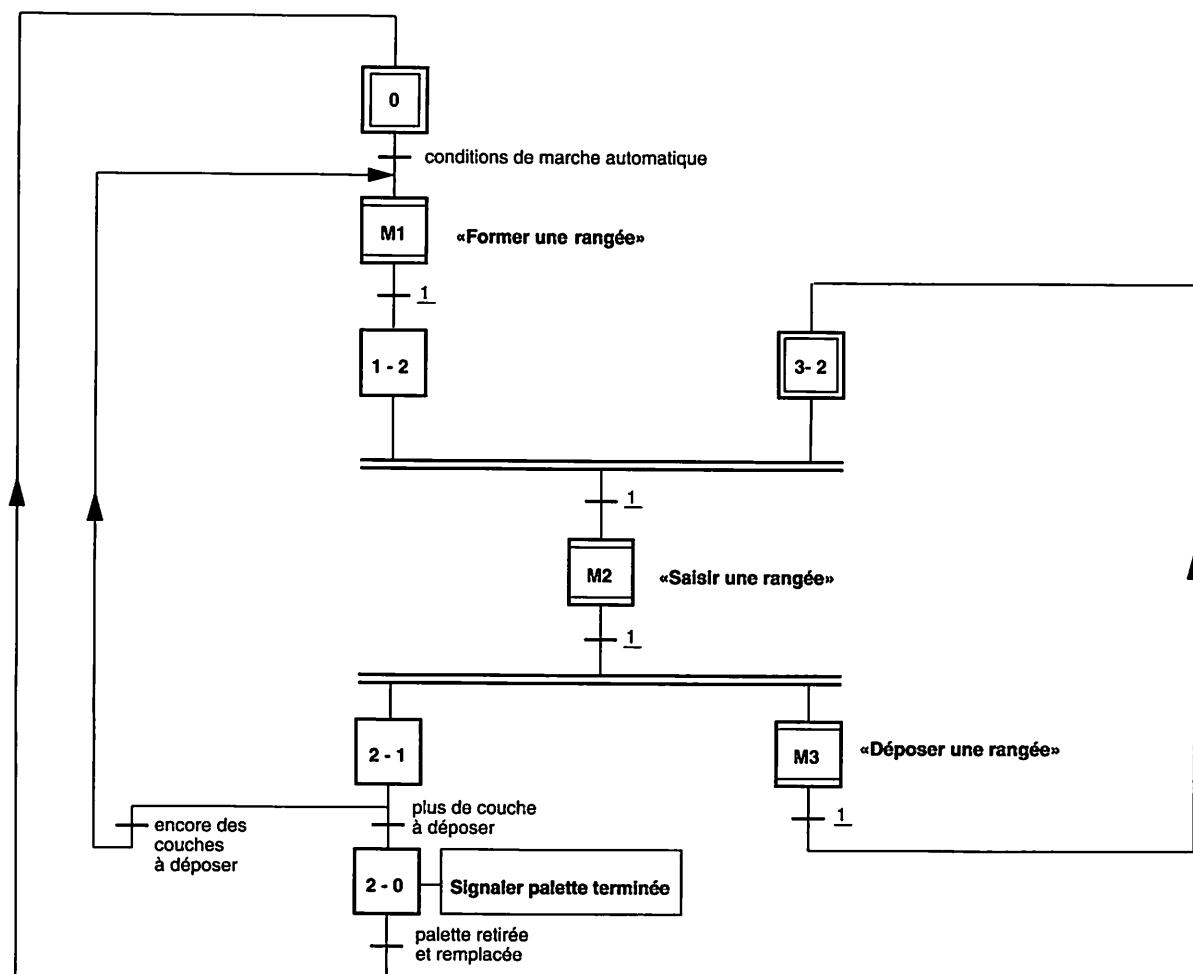 0
conditions de marche automatique
M1
«Former une rangée»
1
1 - 2
3- 2
1
M2
«Saisir une rangée»
1
2 - 1
M3
«Déposer une rangée»
encore des
couches
à déposer
plus de couche
à déposer
1
2 - 0
Signaler palette terminée
palette retirée
et remplacée